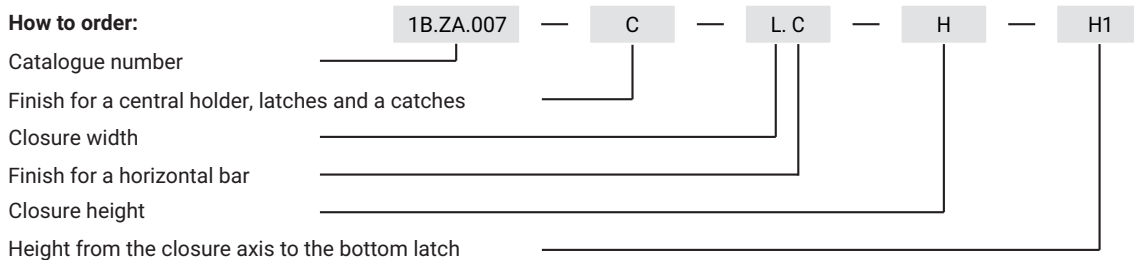 How to order: 1B.ZA.007 — C — L. C — H — H1
Catalogue number
Finish for a central holder, latches and a catches
Closure width
Finish for a horizontal bar
Closure height
Height from the closure axis to the bottom latch